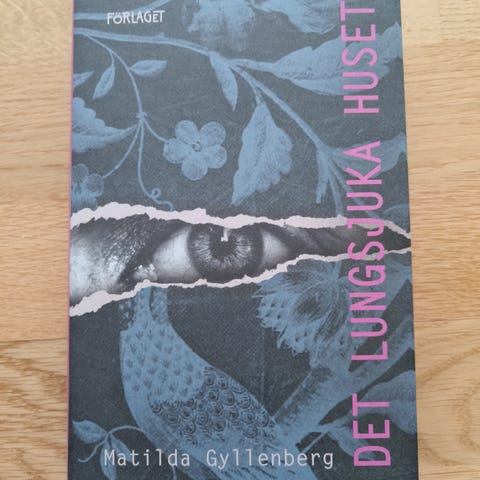 FÖRLAGET
DET LUNGSJUKA HUSET
Matilda Gyllenberg